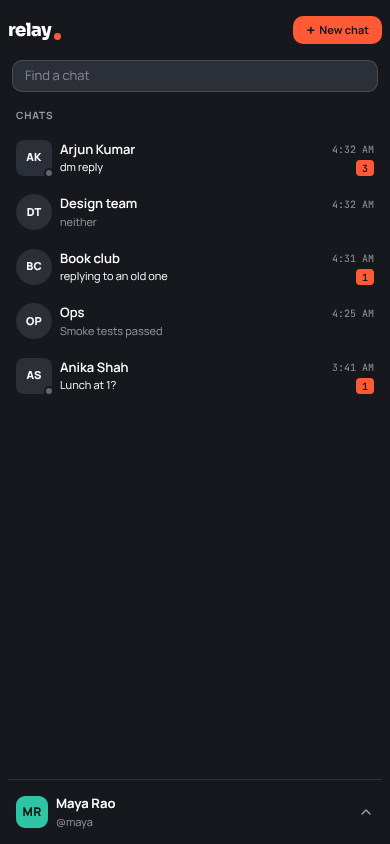 relay
+ New chat
Find a chat
CHATS
AK
Arjun Kumar
4:32 AM
dm reply
3
DT
Design team
4:32 AM
neither
BC
Book club
4:31 AM
replying to an old one
1
OP
Ops
4:25 AM
Smoke tests passed
AS
Anika Shah
3:41 AM
Lunch at 1?
1
MR
Maya Rao
@maya